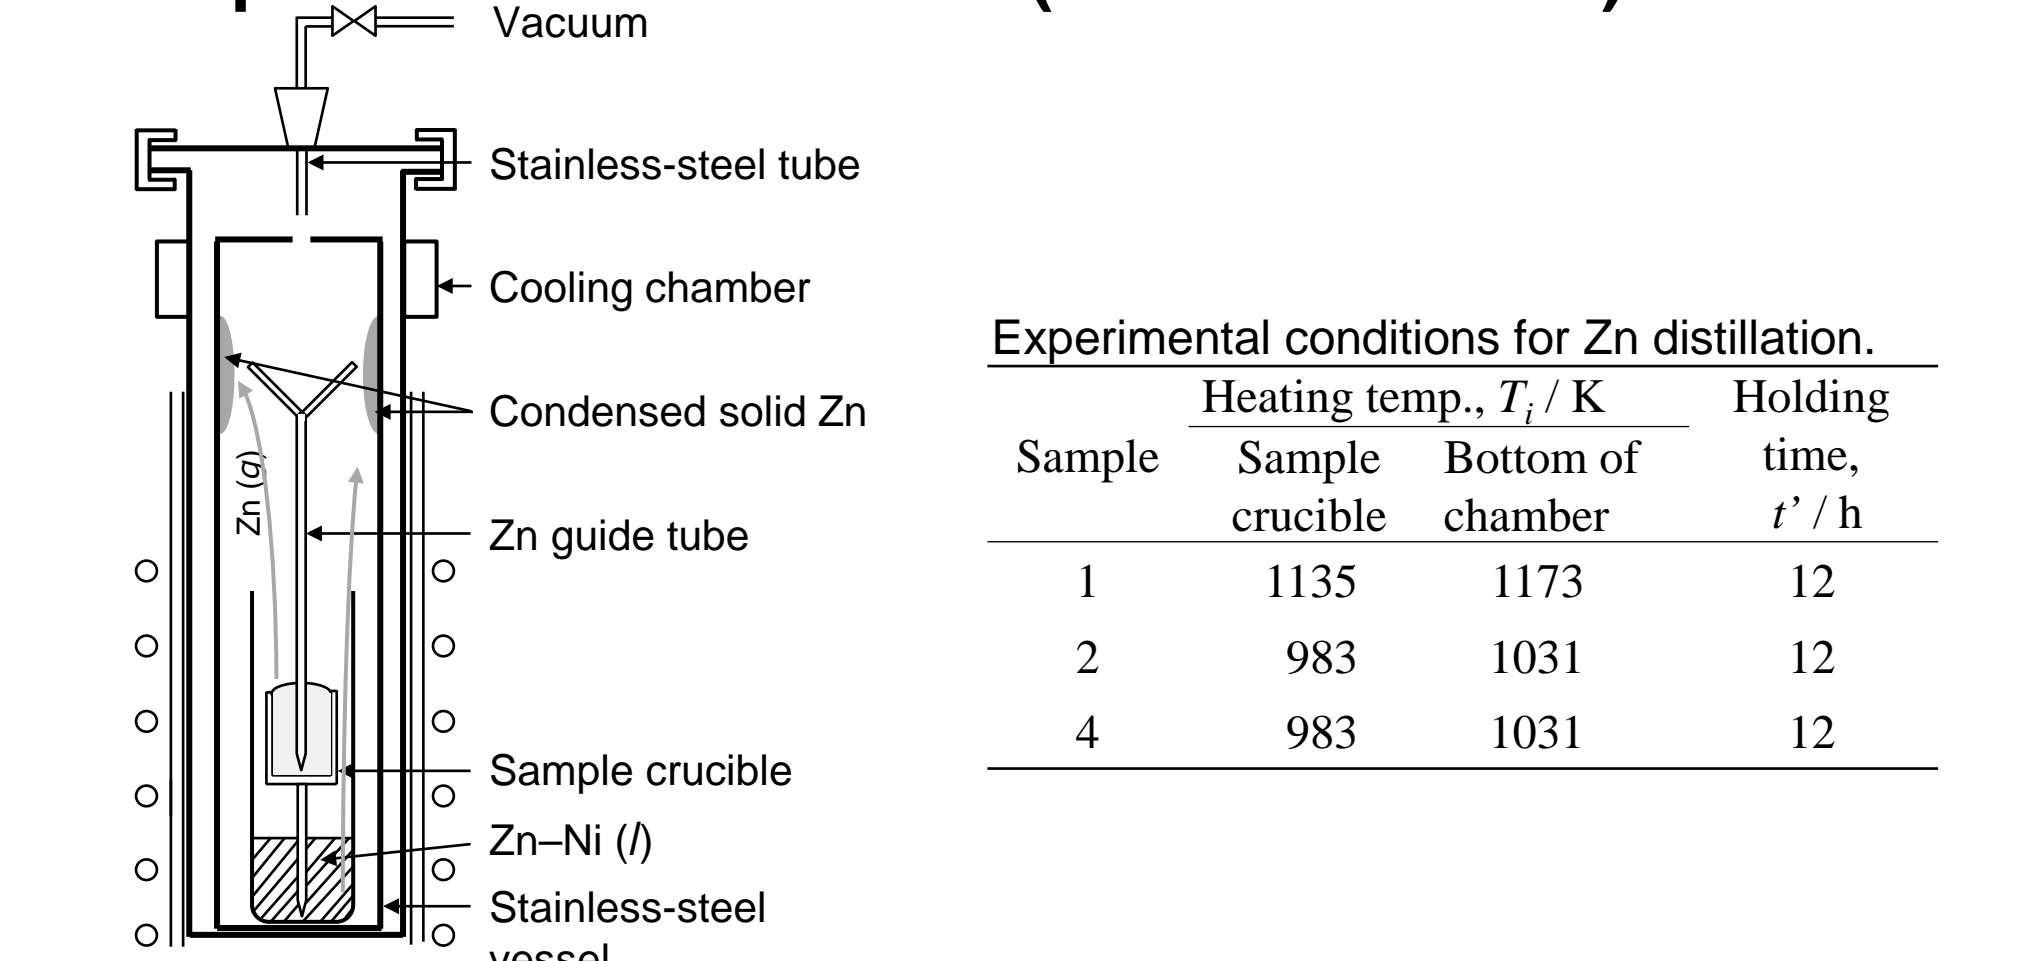 Vacuum
Stainless-steel tube
Cooling chamber
Condensed solid Zn
Zn (g)
Zn guide tube
Sample crucible
Zn–Ni (l)
Stainless-steel
vessel
Experimental conditions for Zn distillation.
Heating temp., Ti / K Holding
Sample Sample Bottom of time,
crucible chamber t’ / h
1 1135 1173 12
2 983 1031 12
4 983 1031 12